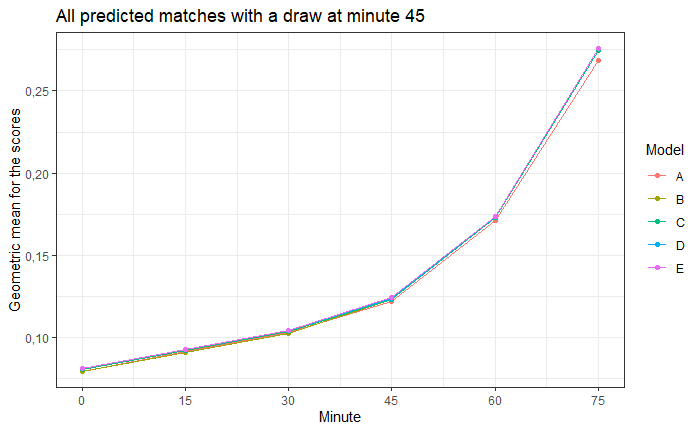 All predicted matches with a draw at minute 45
Geometric mean for the scores
0,25
0,20
0,15
0,10
0 15 30 45 60 75
Minute
Model
A
B
C
D
E